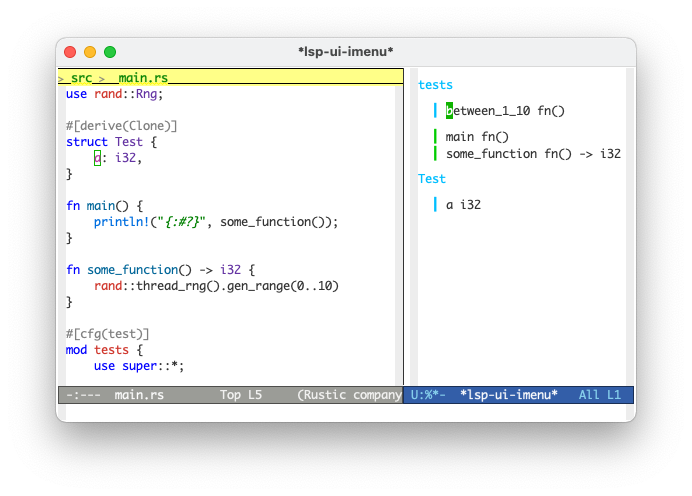 *lsp-ui-imenu*
> src > main.rs
use rand::Rng;
#[derive(Clone)]
struct Test {
a: i32,
}
fn main() {
println!("{:#?}", some_function());
}
fn some_function() -> i32 {
rand::thread_rng().gen_range(0..10)
}
#[cfg(test)]
mod tests {
use super::*;
-:--- main.rs Top L5 (Rustic company
tests
between_1_10 fn()
main fn()
some_function fn() -> i32
Test
a i32
U:%*- *lsp-ui-imenu* All L1